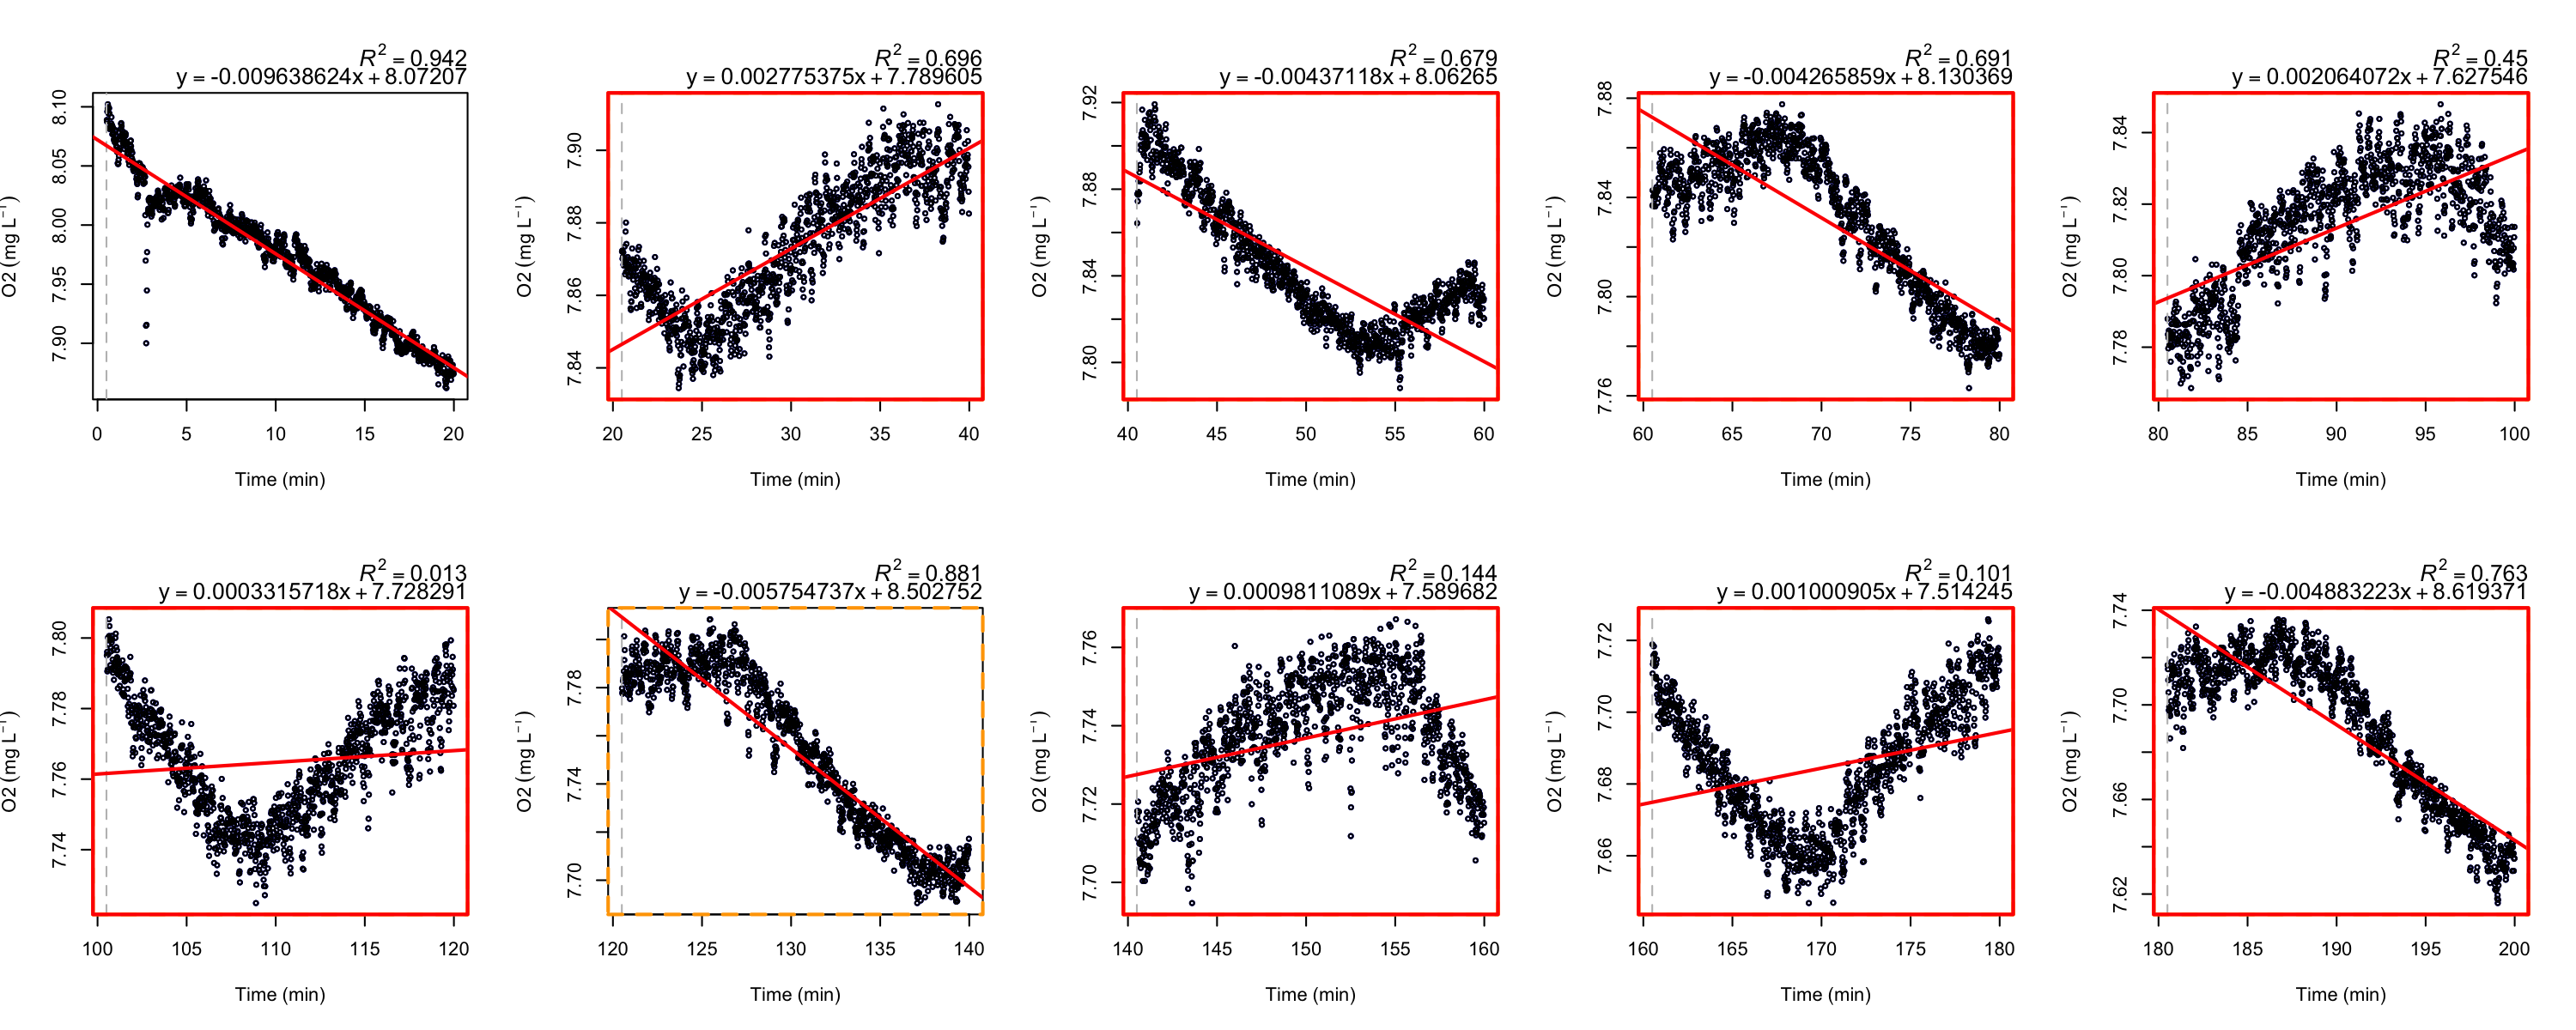 R² = 0.942
y = -0.009638624x + 8.07207
O2 (mg L⁻¹)
8.10
8.05
8.00
7.95
7.90
0 5 10 15 20
Time (min)
R² = 0.696
y = 0.002775375x + 7.789605
O2 (mg L⁻¹)
7.90
7.88
7.86
7.84
20 25 30 35 40
Time (min)
R² = 0.679
y = -0.00437118x + 8.06265
O2 (mg L⁻¹)
7.92
7.88
7.84
7.80
40 45 50 55 60
Time (min)
R² = 0.691
y = -0.004265859x + 8.130369
O2 (mg L⁻¹)
7.88
7.84
7.80
7.76
60 65 70 75 80
Time (min)
R² = 0.45
y = 0.002064072x + 7.627546
O2 (mg L⁻¹)
7.84
7.82
7.80
7.78
80 85 90 95 100
Time (min)
R² = 0.013
y = 0.0003315718x + 7.728291
O2 (mg L⁻¹)
7.80
7.78
7.76
7.74
100 105 110 115 120
Time (min)
R² = 0.881
y = -0.005754737x + 8.502752
O2 (mg L⁻¹)
7.78
7.74
7.70
120 125 130 135 140
Time (min)
R² = 0.144
y = 0.0009811089x + 7.589682
O2 (mg L⁻¹)
7.76
7.74
7.72
7.70
140 145 150 155 160
Time (min)
R² = 0.101
y = 0.001000905x + 7.514245
O2 (mg L⁻¹)
7.72
7.70
7.68
7.66
160 165 170 175 180
Time (min)
R² = 0.763
y = -0.004883223x + 8.619371
O2 (mg L⁻¹)
7.74
7.70
7.66
7.62
180 185 190 195 200
Time (min)